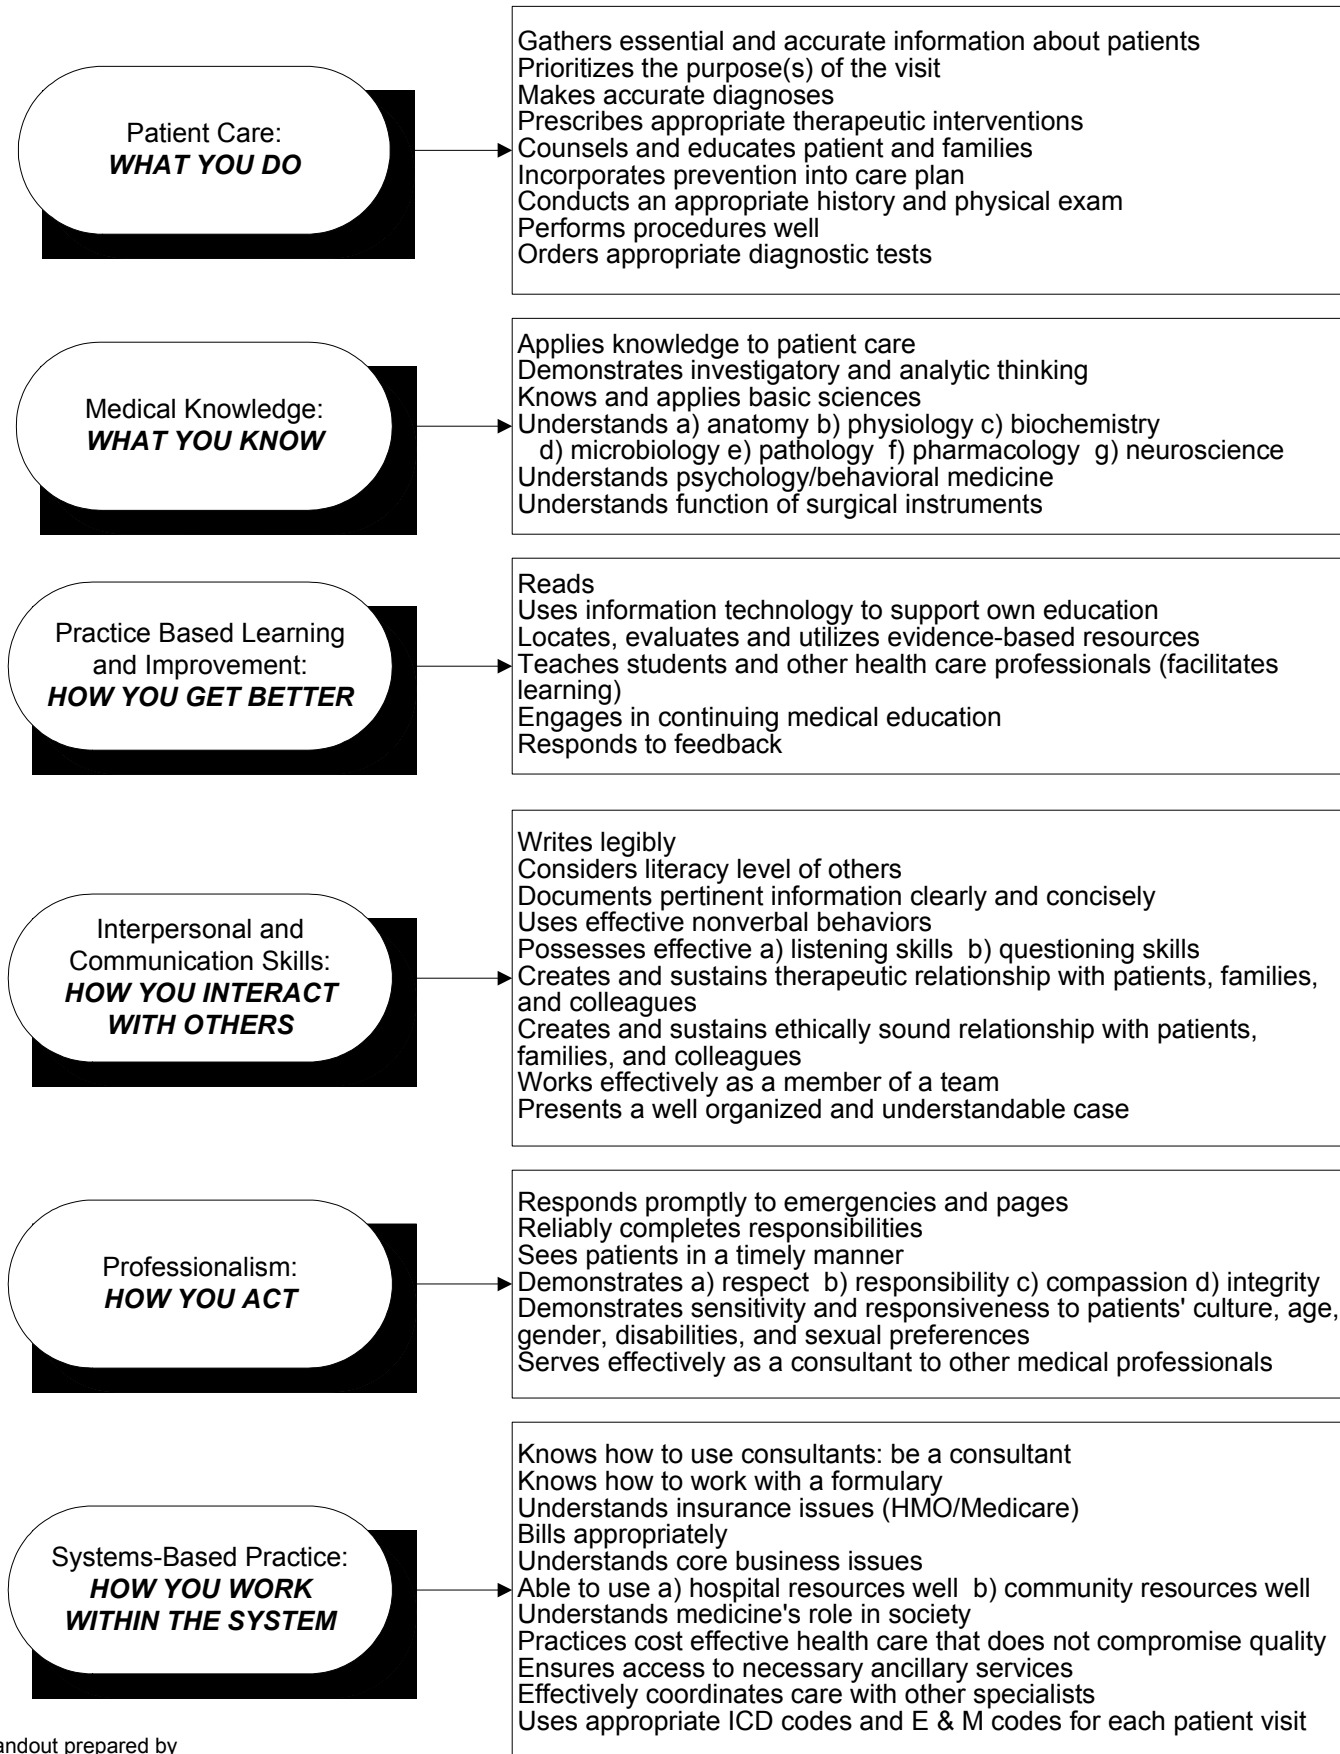 Patient Care:
WHAT YOU DO
Gathers essential and accurate information about patients
Prioritizes the purpose(s) of the visit
Makes accurate diagnoses
Prescribes appropriate therapeutic interventions
Counsels and educates patient and families
Incorporates prevention into care plan
Conducts an appropriate history and physical exam
Performs procedures well
Orders appropriate diagnostic tests
Medical Knowledge:
WHAT YOU KNOW
Applies knowledge to patient care
Demonstrates investigatory and analytic thinking
Knows and applies basic sciences
Understands a) anatomy b) physiology c) biochemistry
d) microbiology e) pathology f) pharmacology g) neuroscience
Understands psychology/behavioral medicine
Understands function of surgical instruments
Practice Based Learning
and Improvement:
HOW YOU GET BETTER
Reads
Uses information technology to support own education
Locates, evaluates and utilizes evidence-based resources
Teaches students and other health care professionals (facilitates
learning)
Engages in continuing medical education
Responds to feedback
Interpersonal and
Communication Skills:
HOW YOU INTERACT
WITH OTHERS
Writes legibly
Considers literacy level of others
Documents pertinent information clearly and concisely
Uses effective nonverbal behaviors
Possesses effective a) listening skills b) questioning skills
Creates and sustains therapeutic relationship with patients, families,
and colleagues
Creates and sustains ethically sound relationship with patients,
families, and colleagues
Works effectively as a member of a team
Presents a well organized and understandable case
Professionalism:
HOW YOU ACT
Responds promptly to emergencies and pages
Reliably completes responsibilities
Sees patients in a timely manner
Demonstrates a) respect b) responsibility c) compassion d) integrity
Demonstrates sensitivity and responsiveness to patients' culture, age,
gender, disabilities, and sexual preferences
Serves effectively as a consultant to other medical professionals
Systems-Based Practice:
HOW YOU WORK
WITHIN THE SYSTEM
Knows how to use consultants: be a consultant
Knows how to work with a formulary
Understands insurance issues (HMO/Medicare)
Bills appropriately
Understands core business issues
Able to use a) hospital resources well b) community resources well
Understands medicine's role in society
Practices cost effective health care that does not compromise quality
Ensures access to necessary ancillary services
Effectively coordinates care with other specialists
Uses appropriate ICD codes and E & M codes for each patient visit
andout prepared by